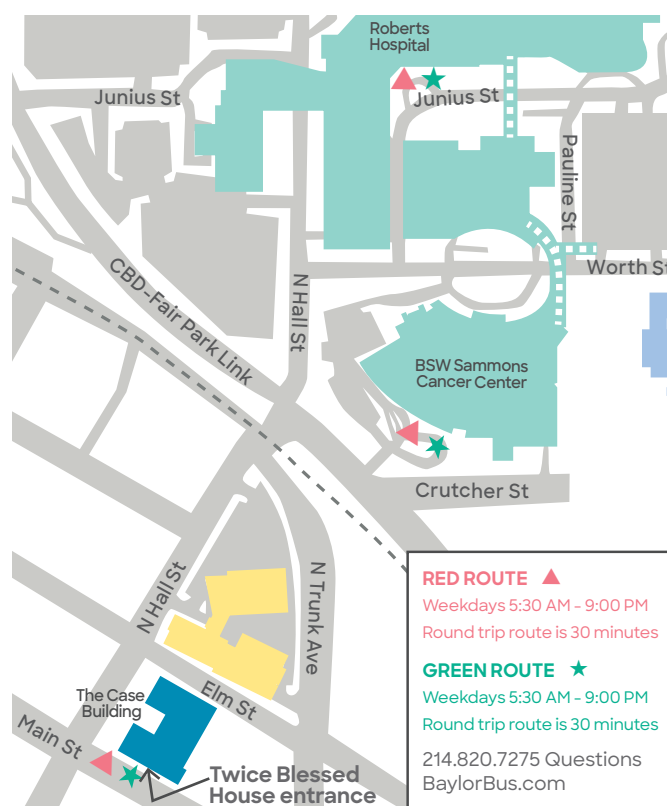 Roberts
Hospital
Junius St
Junius St
Pauline St
Worth St
CBD-Fair Park Link
N Hall St
BSW Sammons
Cancer Center
Crutcher St
N Hall St
N Trunk Ave
Elm St
The Case
Building
Main St
Twice Blessed
House entrance
RED ROUTE
Weekdays 5:30 AM - 9:00 PM
Round trip route is 30 minutes
GREEN ROUTE
Weekdays 5:30 AM - 9:00 PM
Round trip route is 30 minutes
214.820.7275 Questions
BaylorBus.com